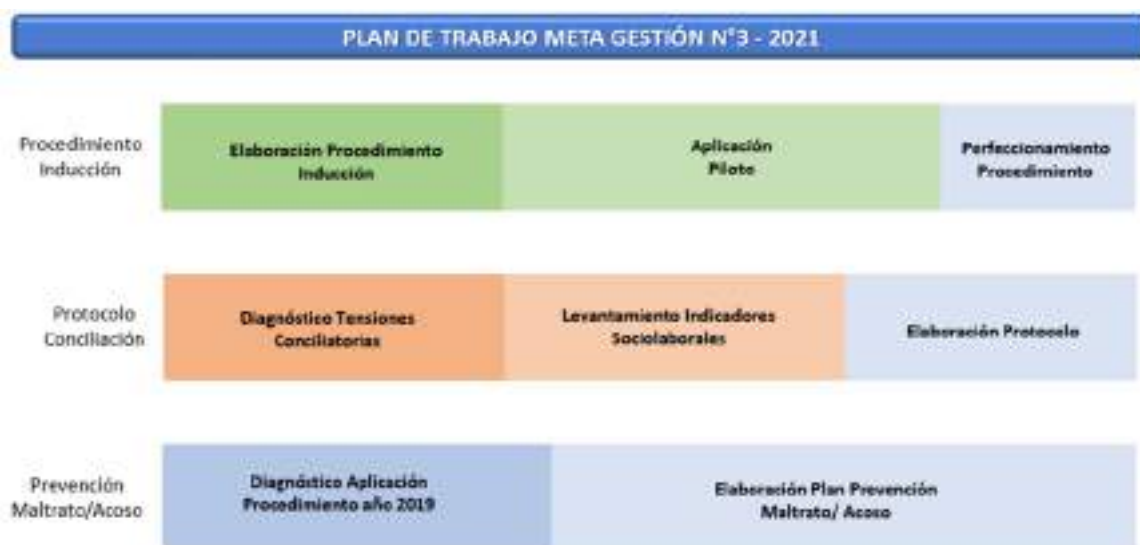 PLAN DE TRABAJO META GESTIÓN N°3 - 2021
Procedimiento
Inducción
Elaboración Procedimiento
Inducción
Aplicación
Piloto
Perfeccionamiento
Procedimiento
Protocolo
Conciliación
Diagnóstico Tensiones
Conciliatorias
Levantamiento Indicadores
Sociolaborales
Elaboración Protocolo
Prevención
Maltrato/Acoso
Diagnóstico Aplicación
Procedimiento año 2019
Elaboración Plan Prevención
Maltrato/ Acoso